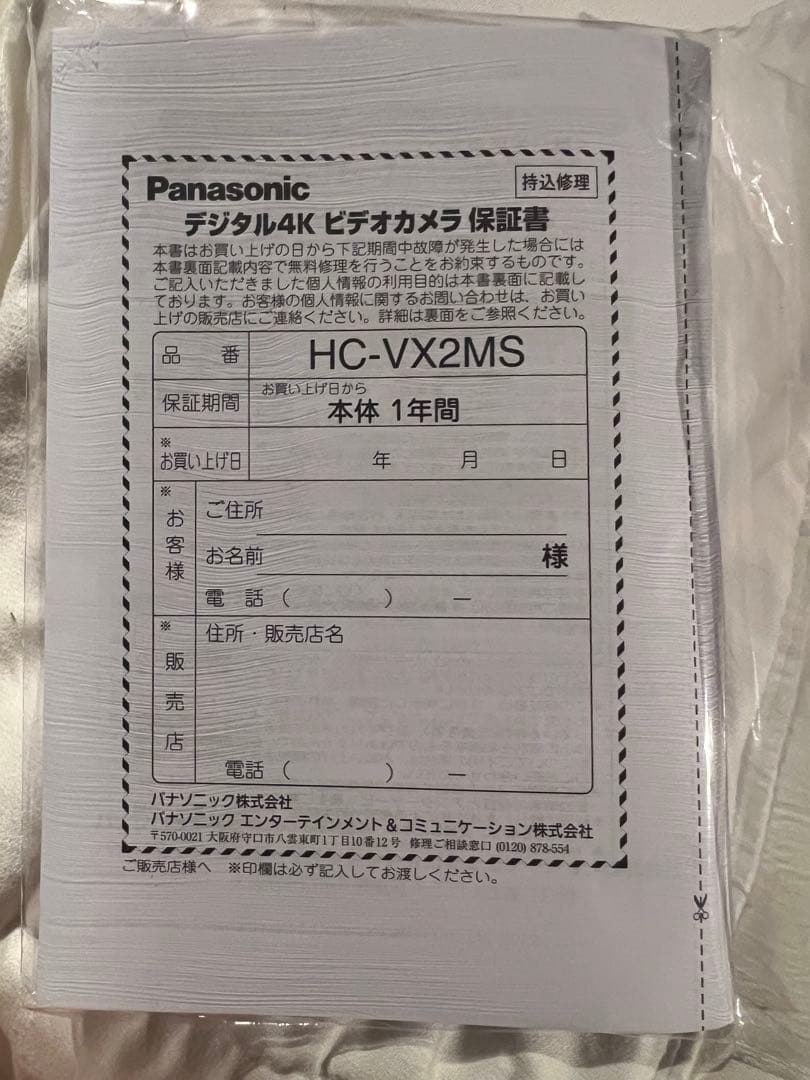 Panasonic
持込修理
デジタル4K ビデオカメラ 保証書
本書はお買い上げの日から下記期間中故障が発生した場合には
本書裏面記載内容で無料修理を行うことをお約束するものです。
ご記入いただきました個人情報の利用目的は本書裏面に記載し
ております。お客様の個人情報に関するお問い合わせは、お買い
上げの販売店にご連絡ください。詳細は裏面をご参照ください。
品 番 HC-VX2MS
保証期間 お買い上げ日から
本体 1年間
※
お買い上げ日 年 月 日
※
お客様
ご住所
お名前 様
電 話 ( ) ―
※
販売店
住所・販売店名
電話 ( ) ―
パナソニック株式会社
パナソニック エンターテインメント&コミュニケーション株式会社
〒570-0021 大阪府守口市八雲東町1丁目10番12号 修理ご相談窓口 (0120) 878-554
ご販売店様へ ※印欄は必ず記入してお渡しください。